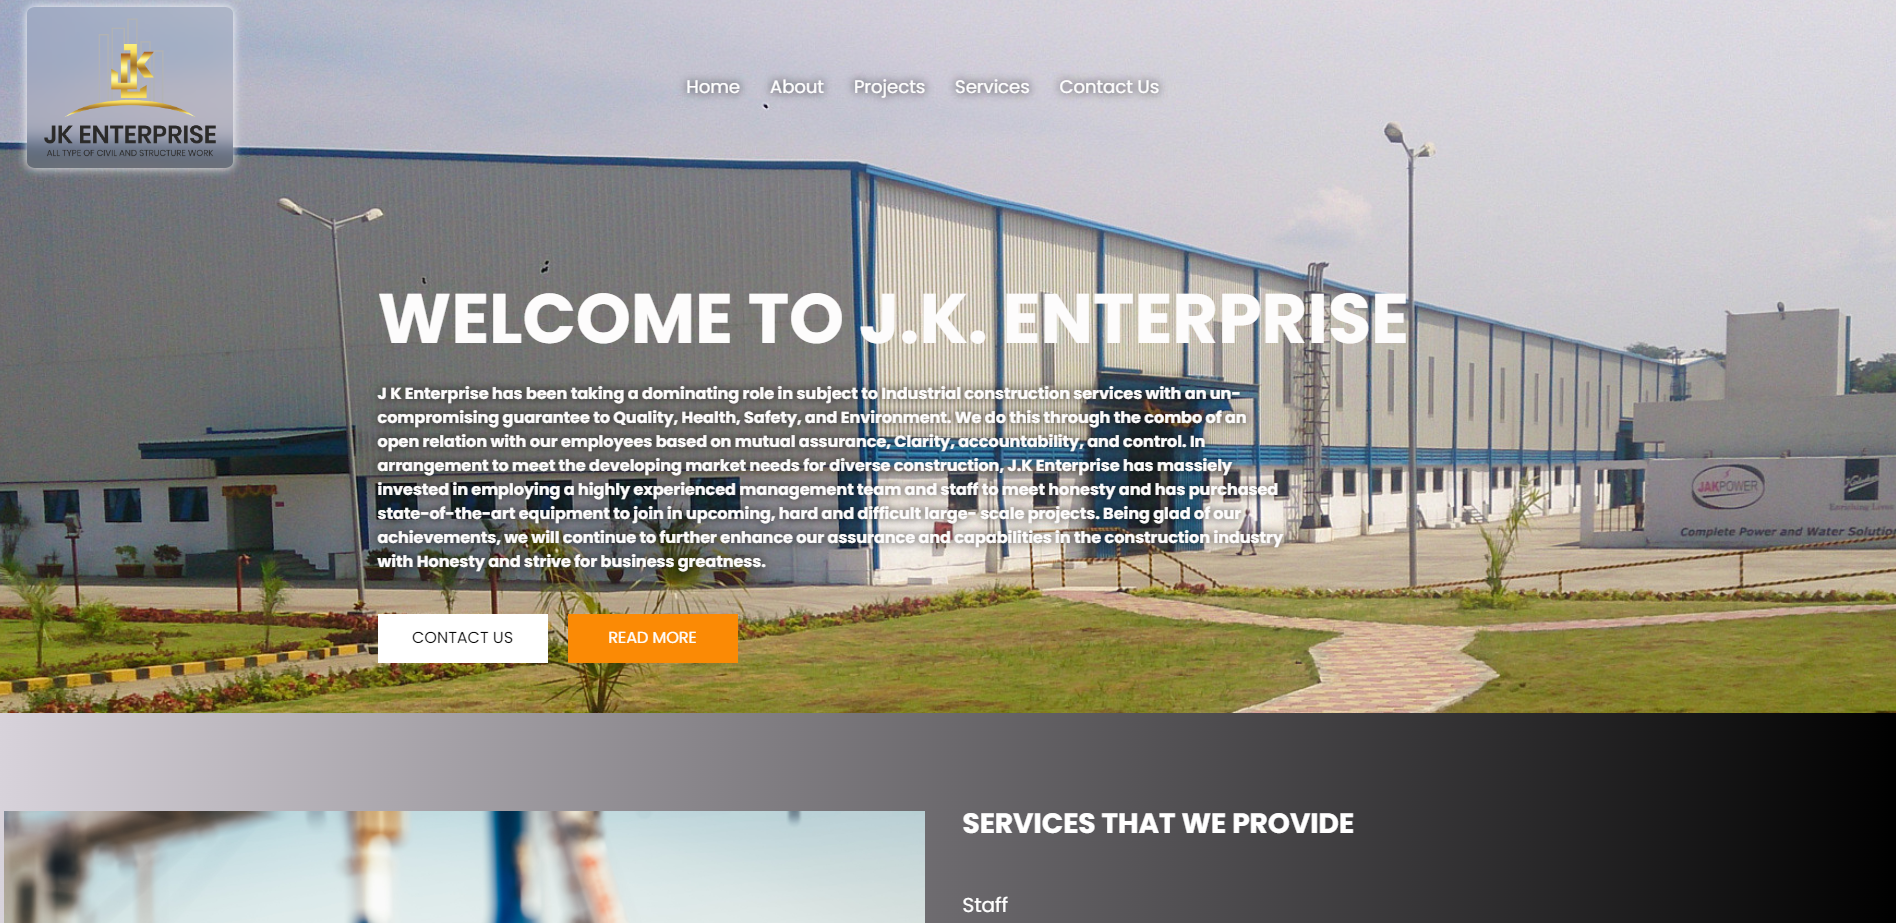 JK
JK ENTERPRISE
ALL TYPE OF CIVIL AND STRUCTURE WORK
Home About Projects Services Contact Us
WELCOME TO J.K. ENTERPRISE
J K Enterprise has been taking a dominating role in subject to Industrial construction services with an un-
compromising guarantee to Quality, Health, Safety, and Environment. We do this through the combo of an
open relation with our employees based on mutual assurance, Clarity, accountability, and control. In
arrangement to meet the developing market needs for diverse construction, J.K Enterprise has massiely
invested in employing a highly experienced management team and staff to meet honesty and has purchased
state-of-the-art equipment to join in upcoming, hard and difficult large- scale projects. Being glad of our
achievements, we will continue to further enhance our assurance and capabilities in the construction industry
with Honesty and strive for business greatness.
JAKPOWER
Complete Power and Water Solution
CONTACT US READ MORE
SERVICES THAT WE PROVIDE
Staff